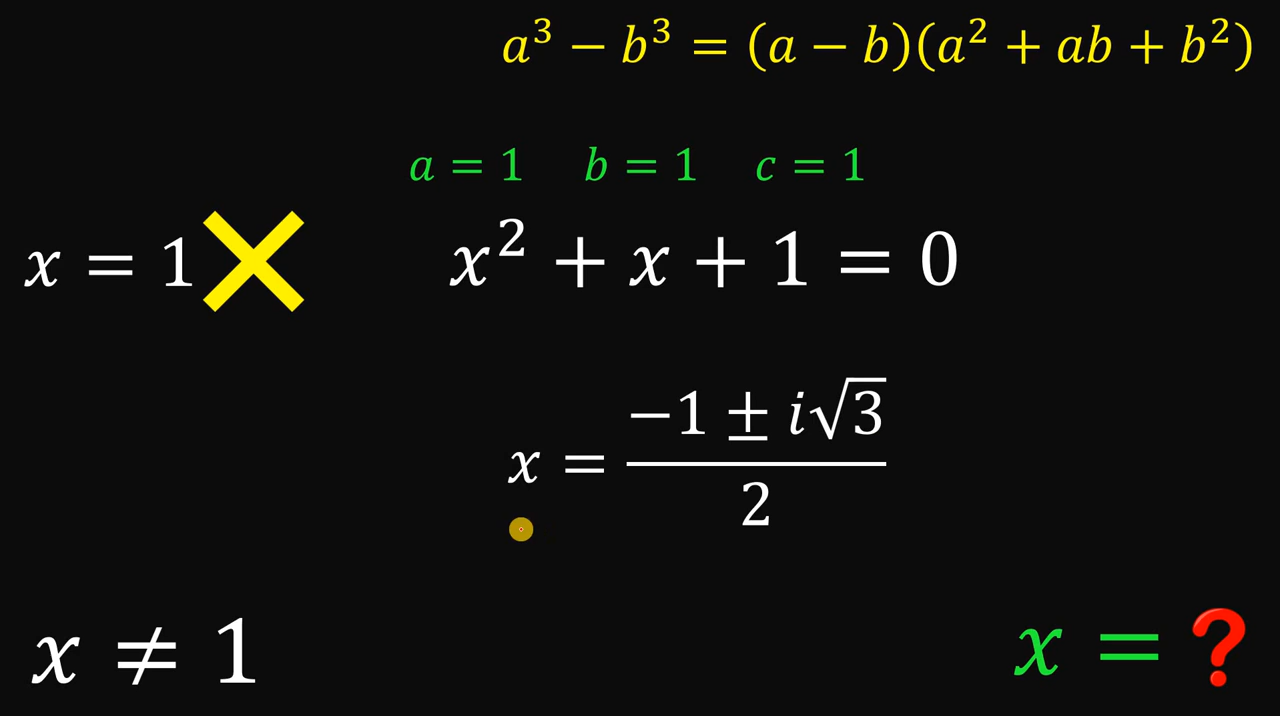 a³ − b³ = (a − b)(a² + ab + b²)
a = 1 b = 1 c = 1
x = 1 x² + x + 1 = 0
x = (−1 ± i√3)/2
x ≠ 1 x = ❓